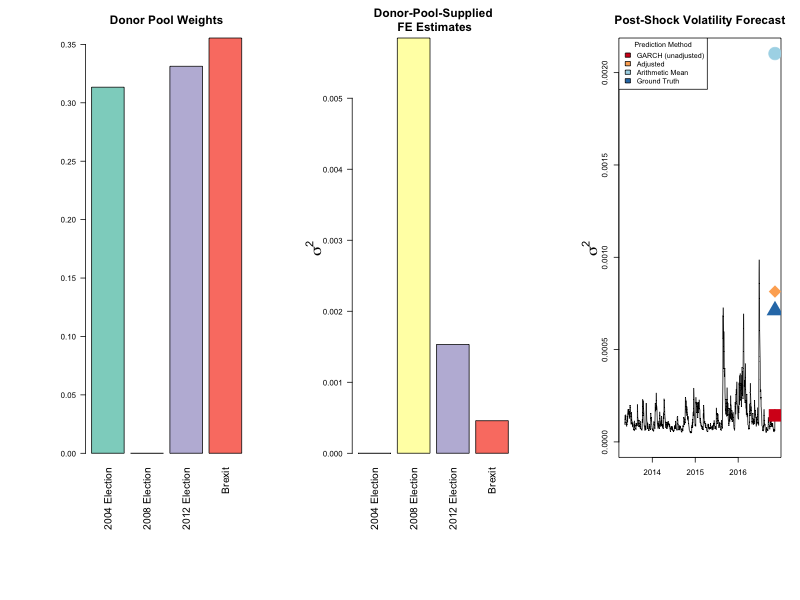 Donor Pool Weights
0.35
0.30
0.25
0.20
0.15
0.10
0.05
0.00
2004 Election
2008 Election
2012 Election
Brexit
Donor-Pool-Supplied
FE Estimates
σ2
0.005
0.004
0.003
0.002
0.001
0.000
2004 Election
2008 Election
2012 Election
Brexit
Post-Shock Volatility Forecast
σ2
0.0020
0.0015
0.0010
0.0005
0.0000
Prediction Method
GARCH (unadjusted)
Adjusted
Arithmetic Mean
Ground Truth
2014
2015
2016